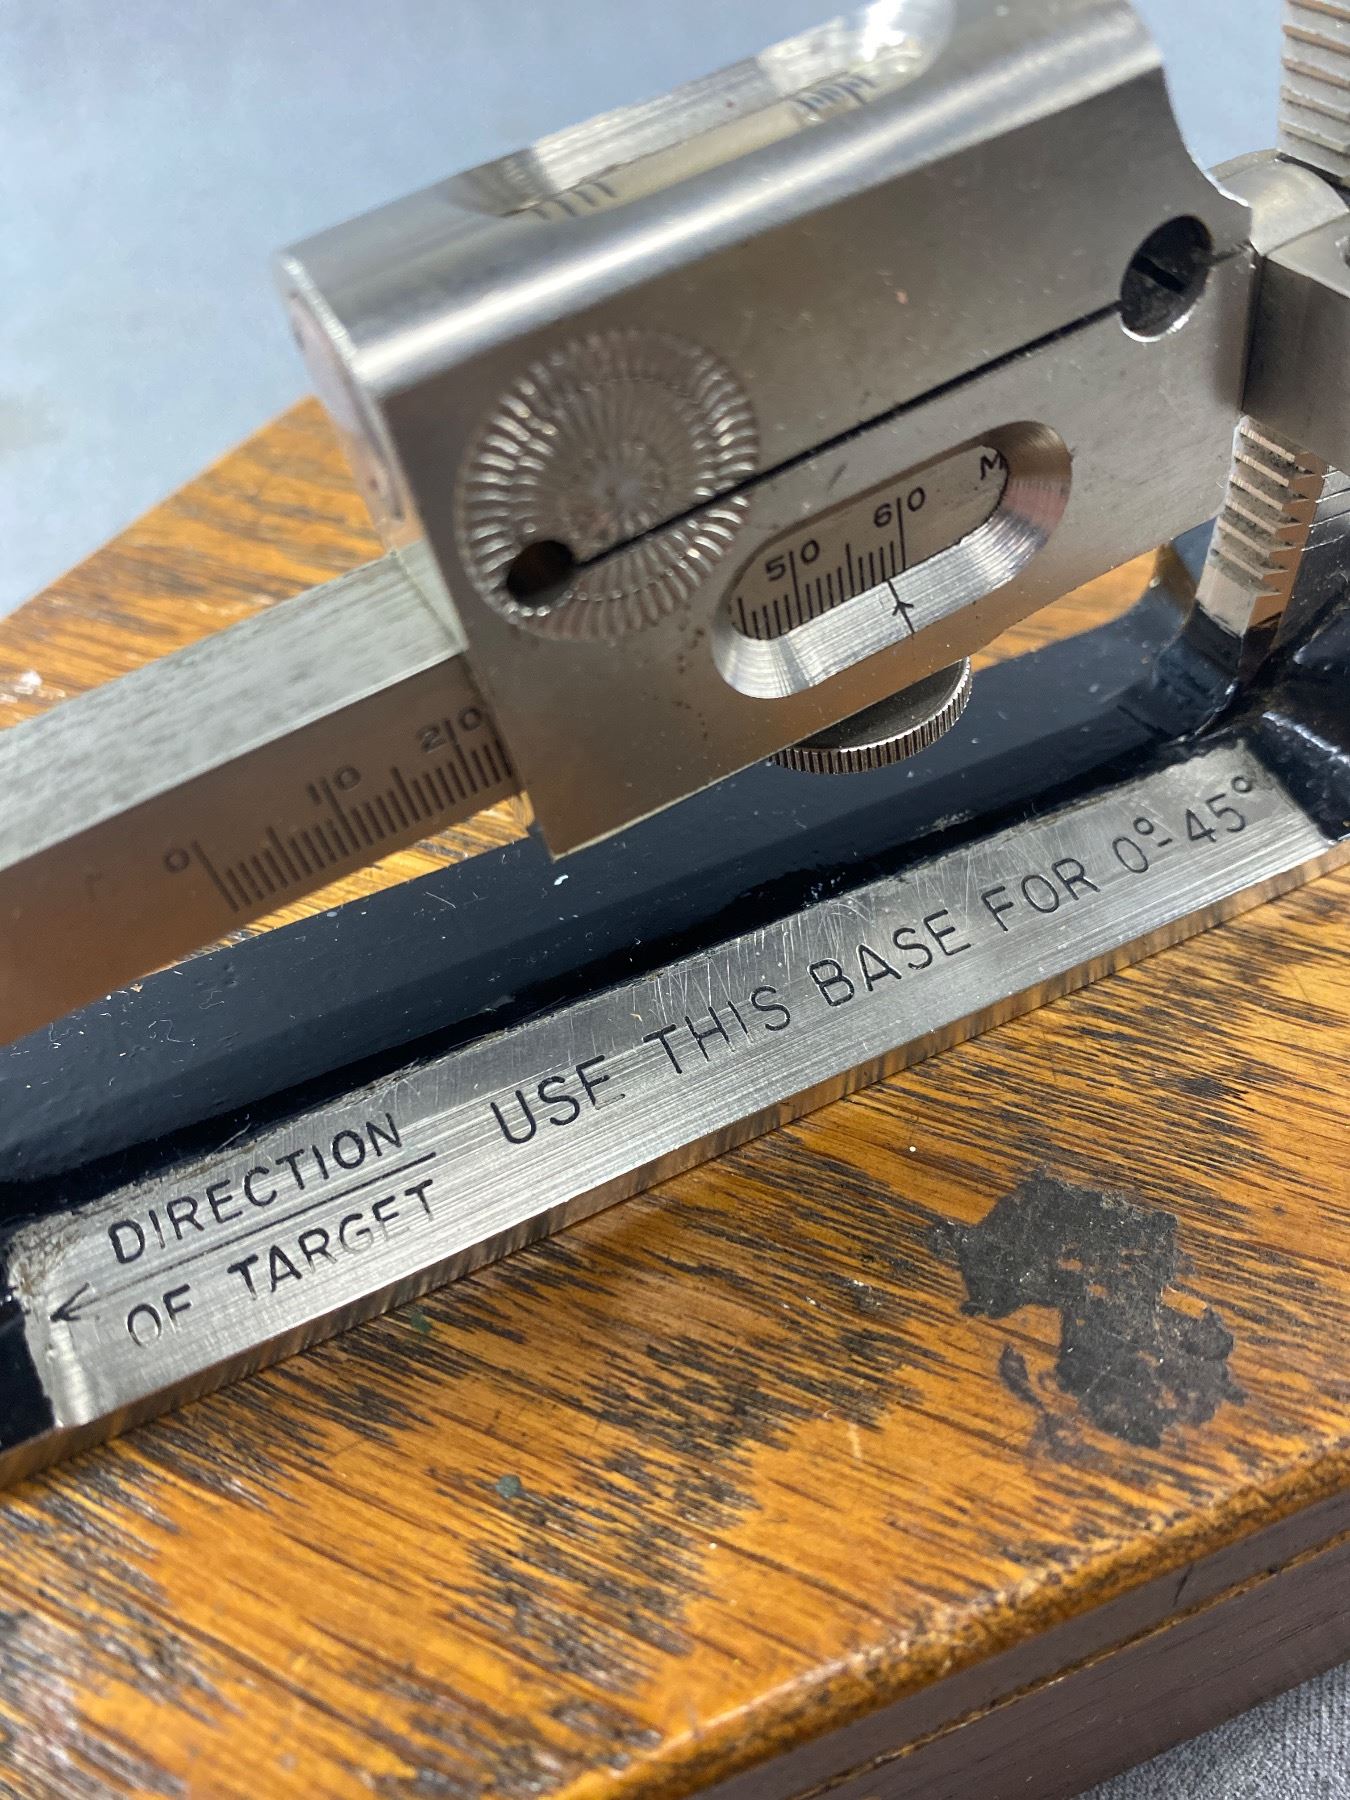 M
50 60
0 10 20
DIRECTION
OF TARGET
USE THIS BASE FOR 0°-45°